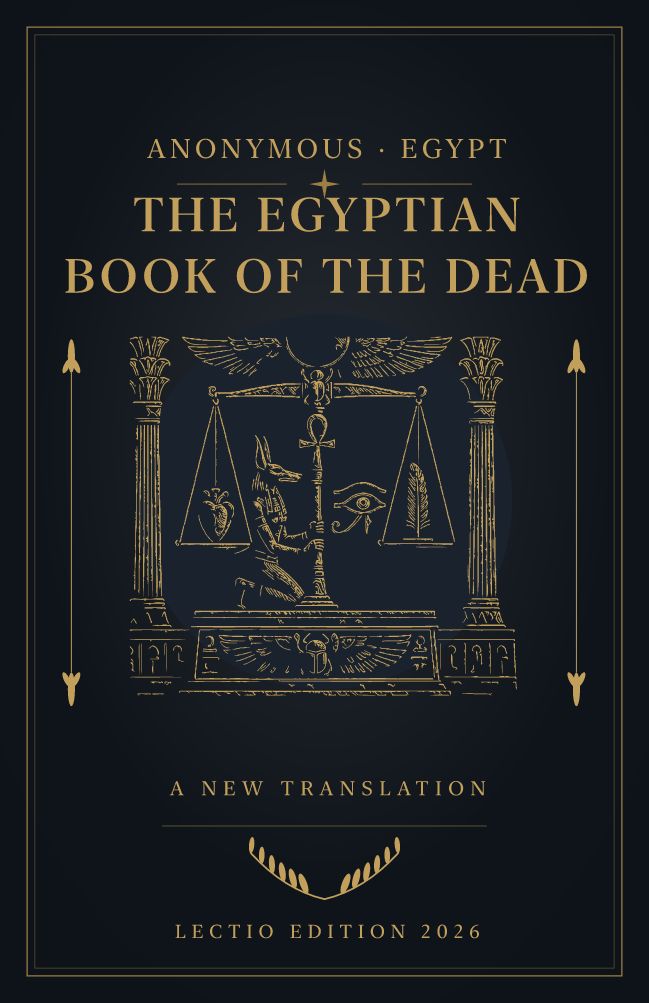 ANONYMOUS · EGYPT
THE EGYPTIAN
BOOK OF THE DEAD
A NEW TRANSLATION
LECTIO EDITION 2026